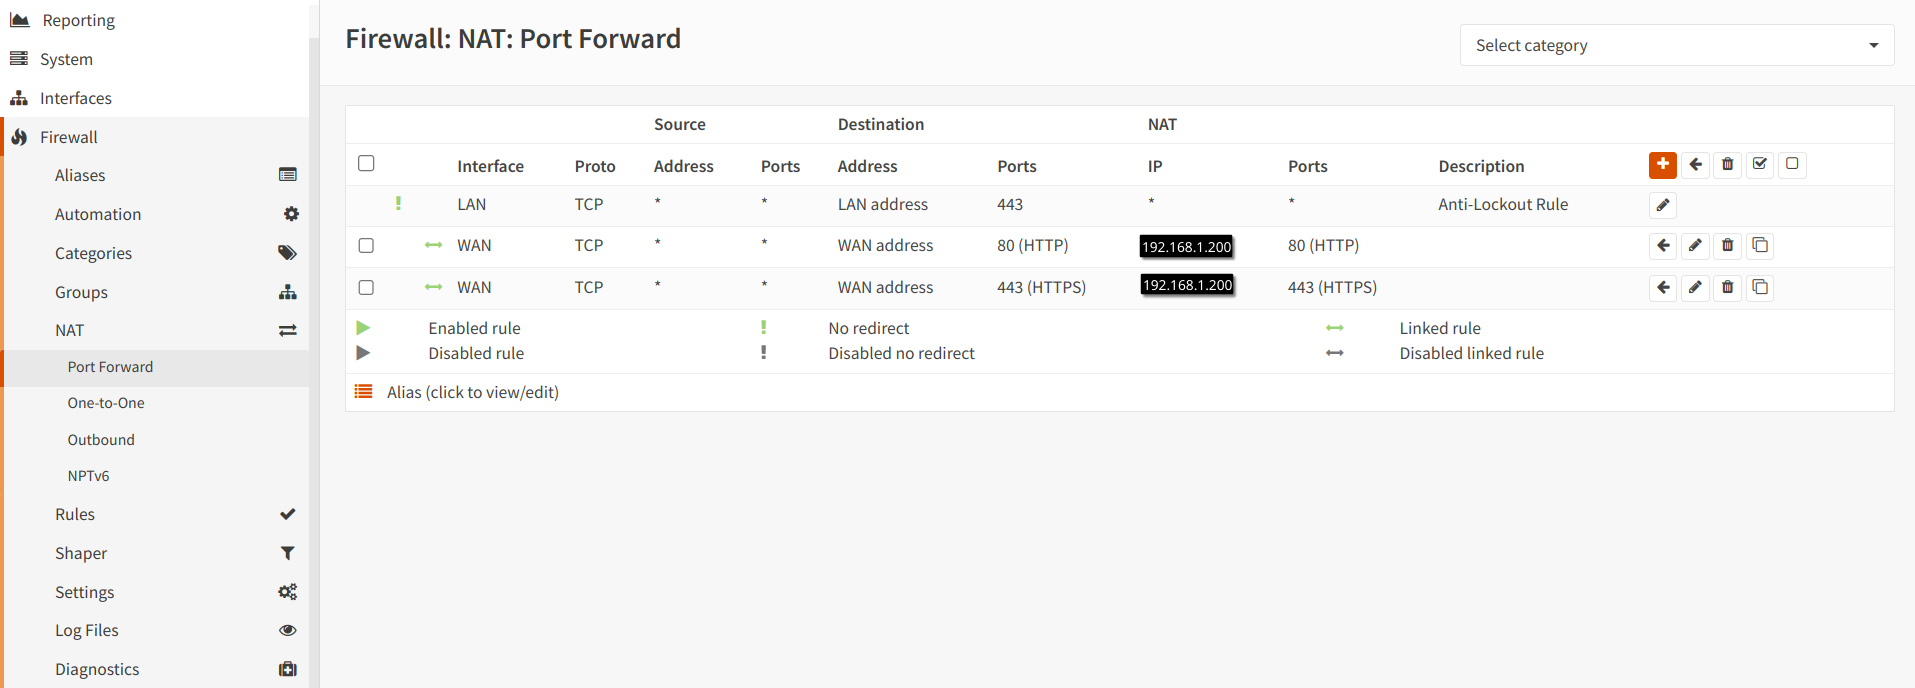 Reporting
System
Interfaces
Firewall
Aliases
Automation
Categories
Groups
NAT
Port Forward
One-to-One
Outbound
NPTv6
Rules
Shaper
Settings
Log Files
Diagnostics
Firewall: NAT: Port Forward
Select category
Source Destination NAT
Interface Proto Address Ports Address Ports IP Ports Description
! LAN TCP * * LAN address 443 * * Anti-Lockout Rule
WAN TCP * * WAN address 80 (HTTP) 192.168.1.200 80 (HTTP)
WAN TCP * * WAN address 443 (HTTPS) 192.168.1.200 443 (HTTPS)
Enabled rule ! No redirect Linked rule
Disabled rule ! Disabled no redirect Disabled linked rule
Alias (click to view/edit)